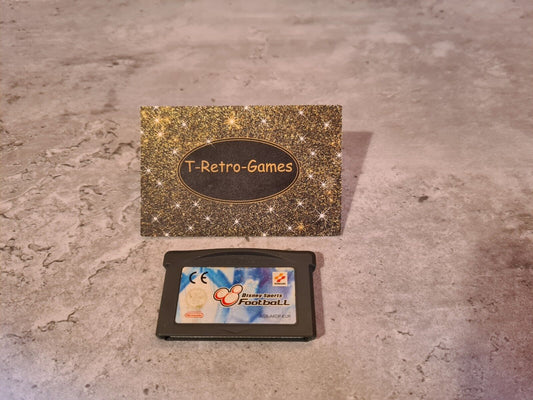 T-Retro-Games
CE
Disney Sports
Football
Nintendo